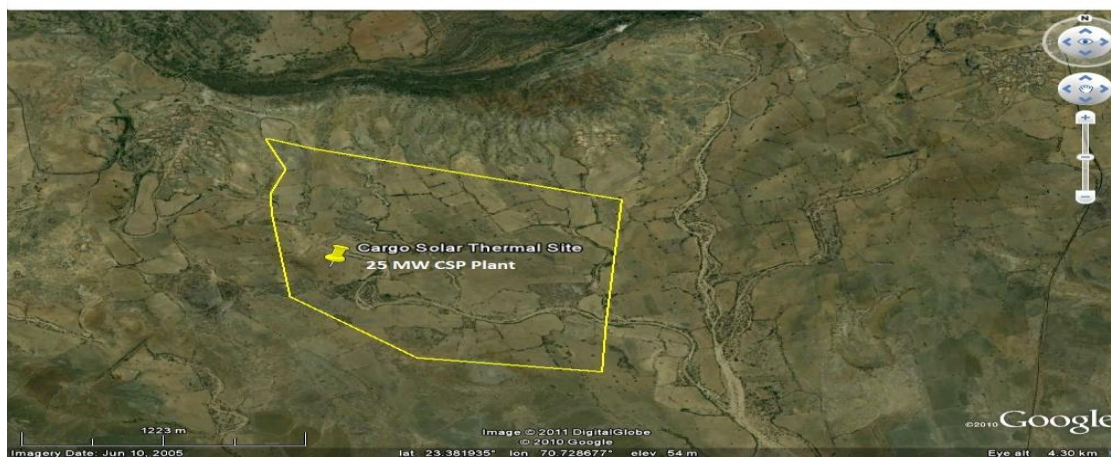 N
Cargo Solar Thermal Site
25 MW CSP Plant
1223 m
Image © 2011 DigitalGlobe
© 2010 Google
©2010 Google
Imagery Date: Jun 10, 2005
lat 23.381935° lon 70.728677° elev 54 m
Eye alt 4.30 km